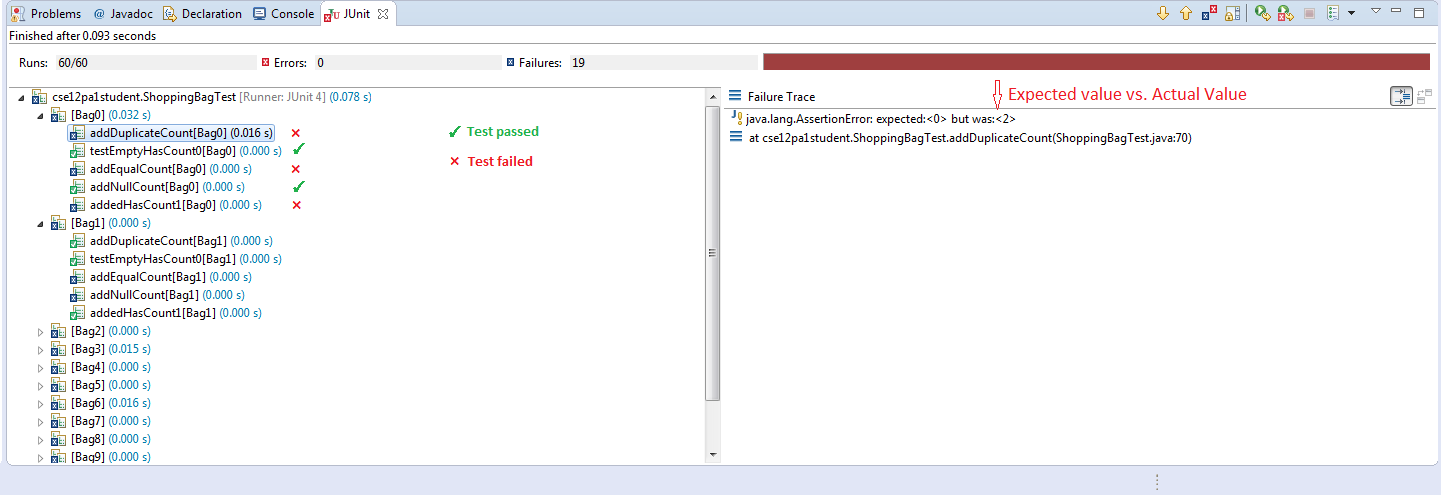 Problems @ Javadoc Declaration Console JUnit
Finished after 0.093 seconds
Runs: 60/60 Errors: 0 Failures: 19
cse12pa1student.ShoppingBagTest [Runner: JUnit 4] (0.078 s)
[Bag0] (0.032 s)
addDuplicateCount[Bag0] (0.016 s)
testEmptyHasCount0[Bag0] (0.000 s)
addEqualCount[Bag0] (0.000 s)
addNullCount[Bag0] (0.000 s)
addedHasCount1[Bag0] (0.000 s)
[Bag1] (0.000 s)
addDuplicateCount[Bag1] (0.000 s)
testEmptyHasCount0[Bag1] (0.000 s)
addEqualCount[Bag1] (0.000 s)
addNullCount[Bag1] (0.000 s)
addedHasCount1[Bag1] (0.000 s)
[Bag2] (0.000 s)
[Bag3] (0.015 s)
[Bag4] (0.000 s)
[Bag5] (0.000 s)
[Bag6] (0.016 s)
[Bag7] (0.000 s)
[Bag8] (0.000 s)
[Bag9] (0.000 s)
Test passed
Test failed
Failure Trace
Expected value vs. Actual Value
java.lang.AssertionError: expected:<0> but was:<2>
at cse12pa1student.ShoppingBagTest.addDuplicateCount(ShoppingBagTest.java:70)